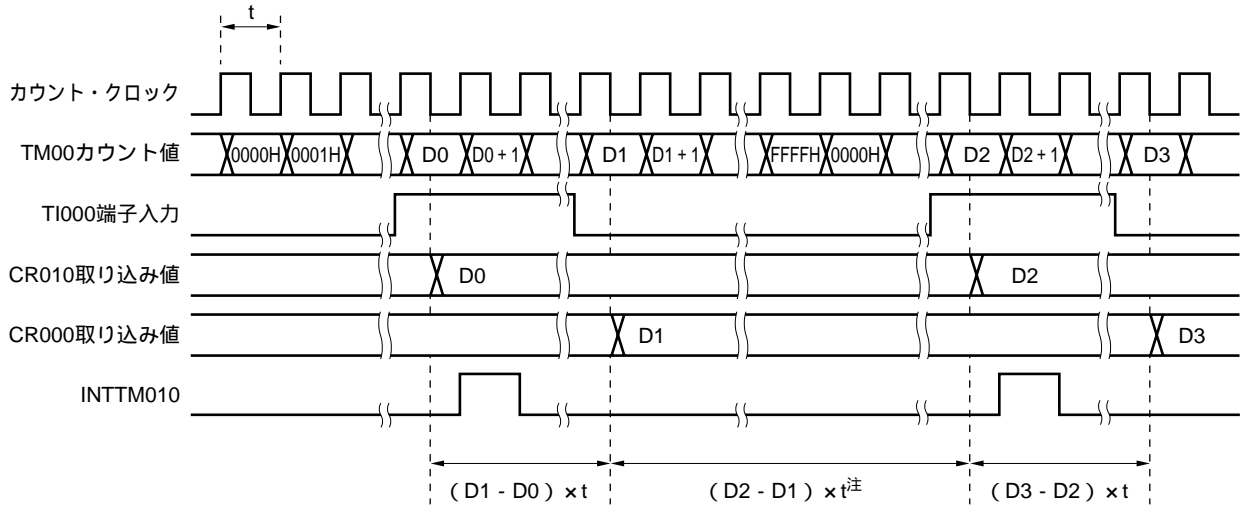 t
カウント・クロック
TM00カウント値 0000H 0001H D0 D0 + 1 D1 D1 + 1 FFFFH 0000H D2 D2 + 1 D3
TI000端子入力
CR010取り込み値 D0 D2
CR000取り込み値 D1 D3
INTTM010
（D1 - D0）×t （D2 - D1）×t注 （D3 - D2）×t